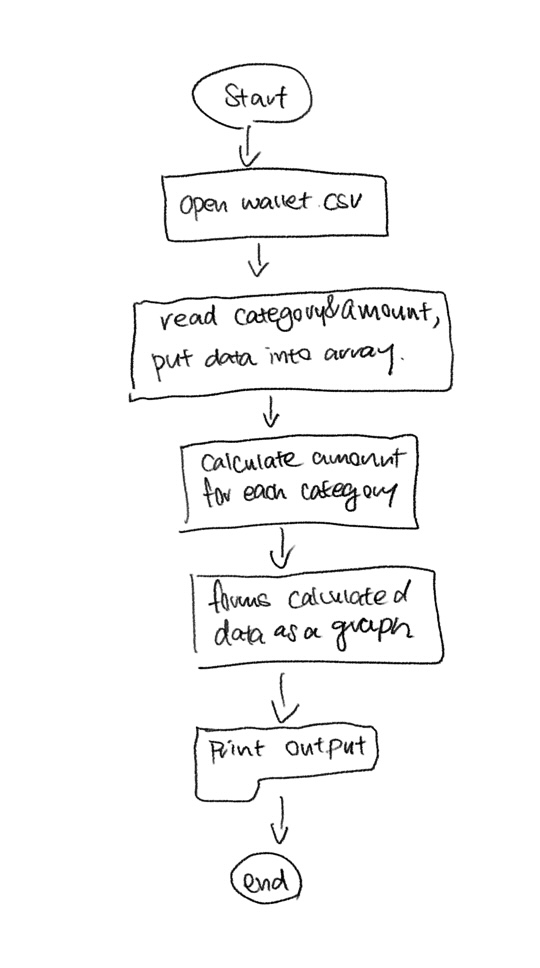 Start
open wallet.csv
read category&amount,
put data into array.
calculate amount
for each category
forms calculated
data as a graph
Print output
end